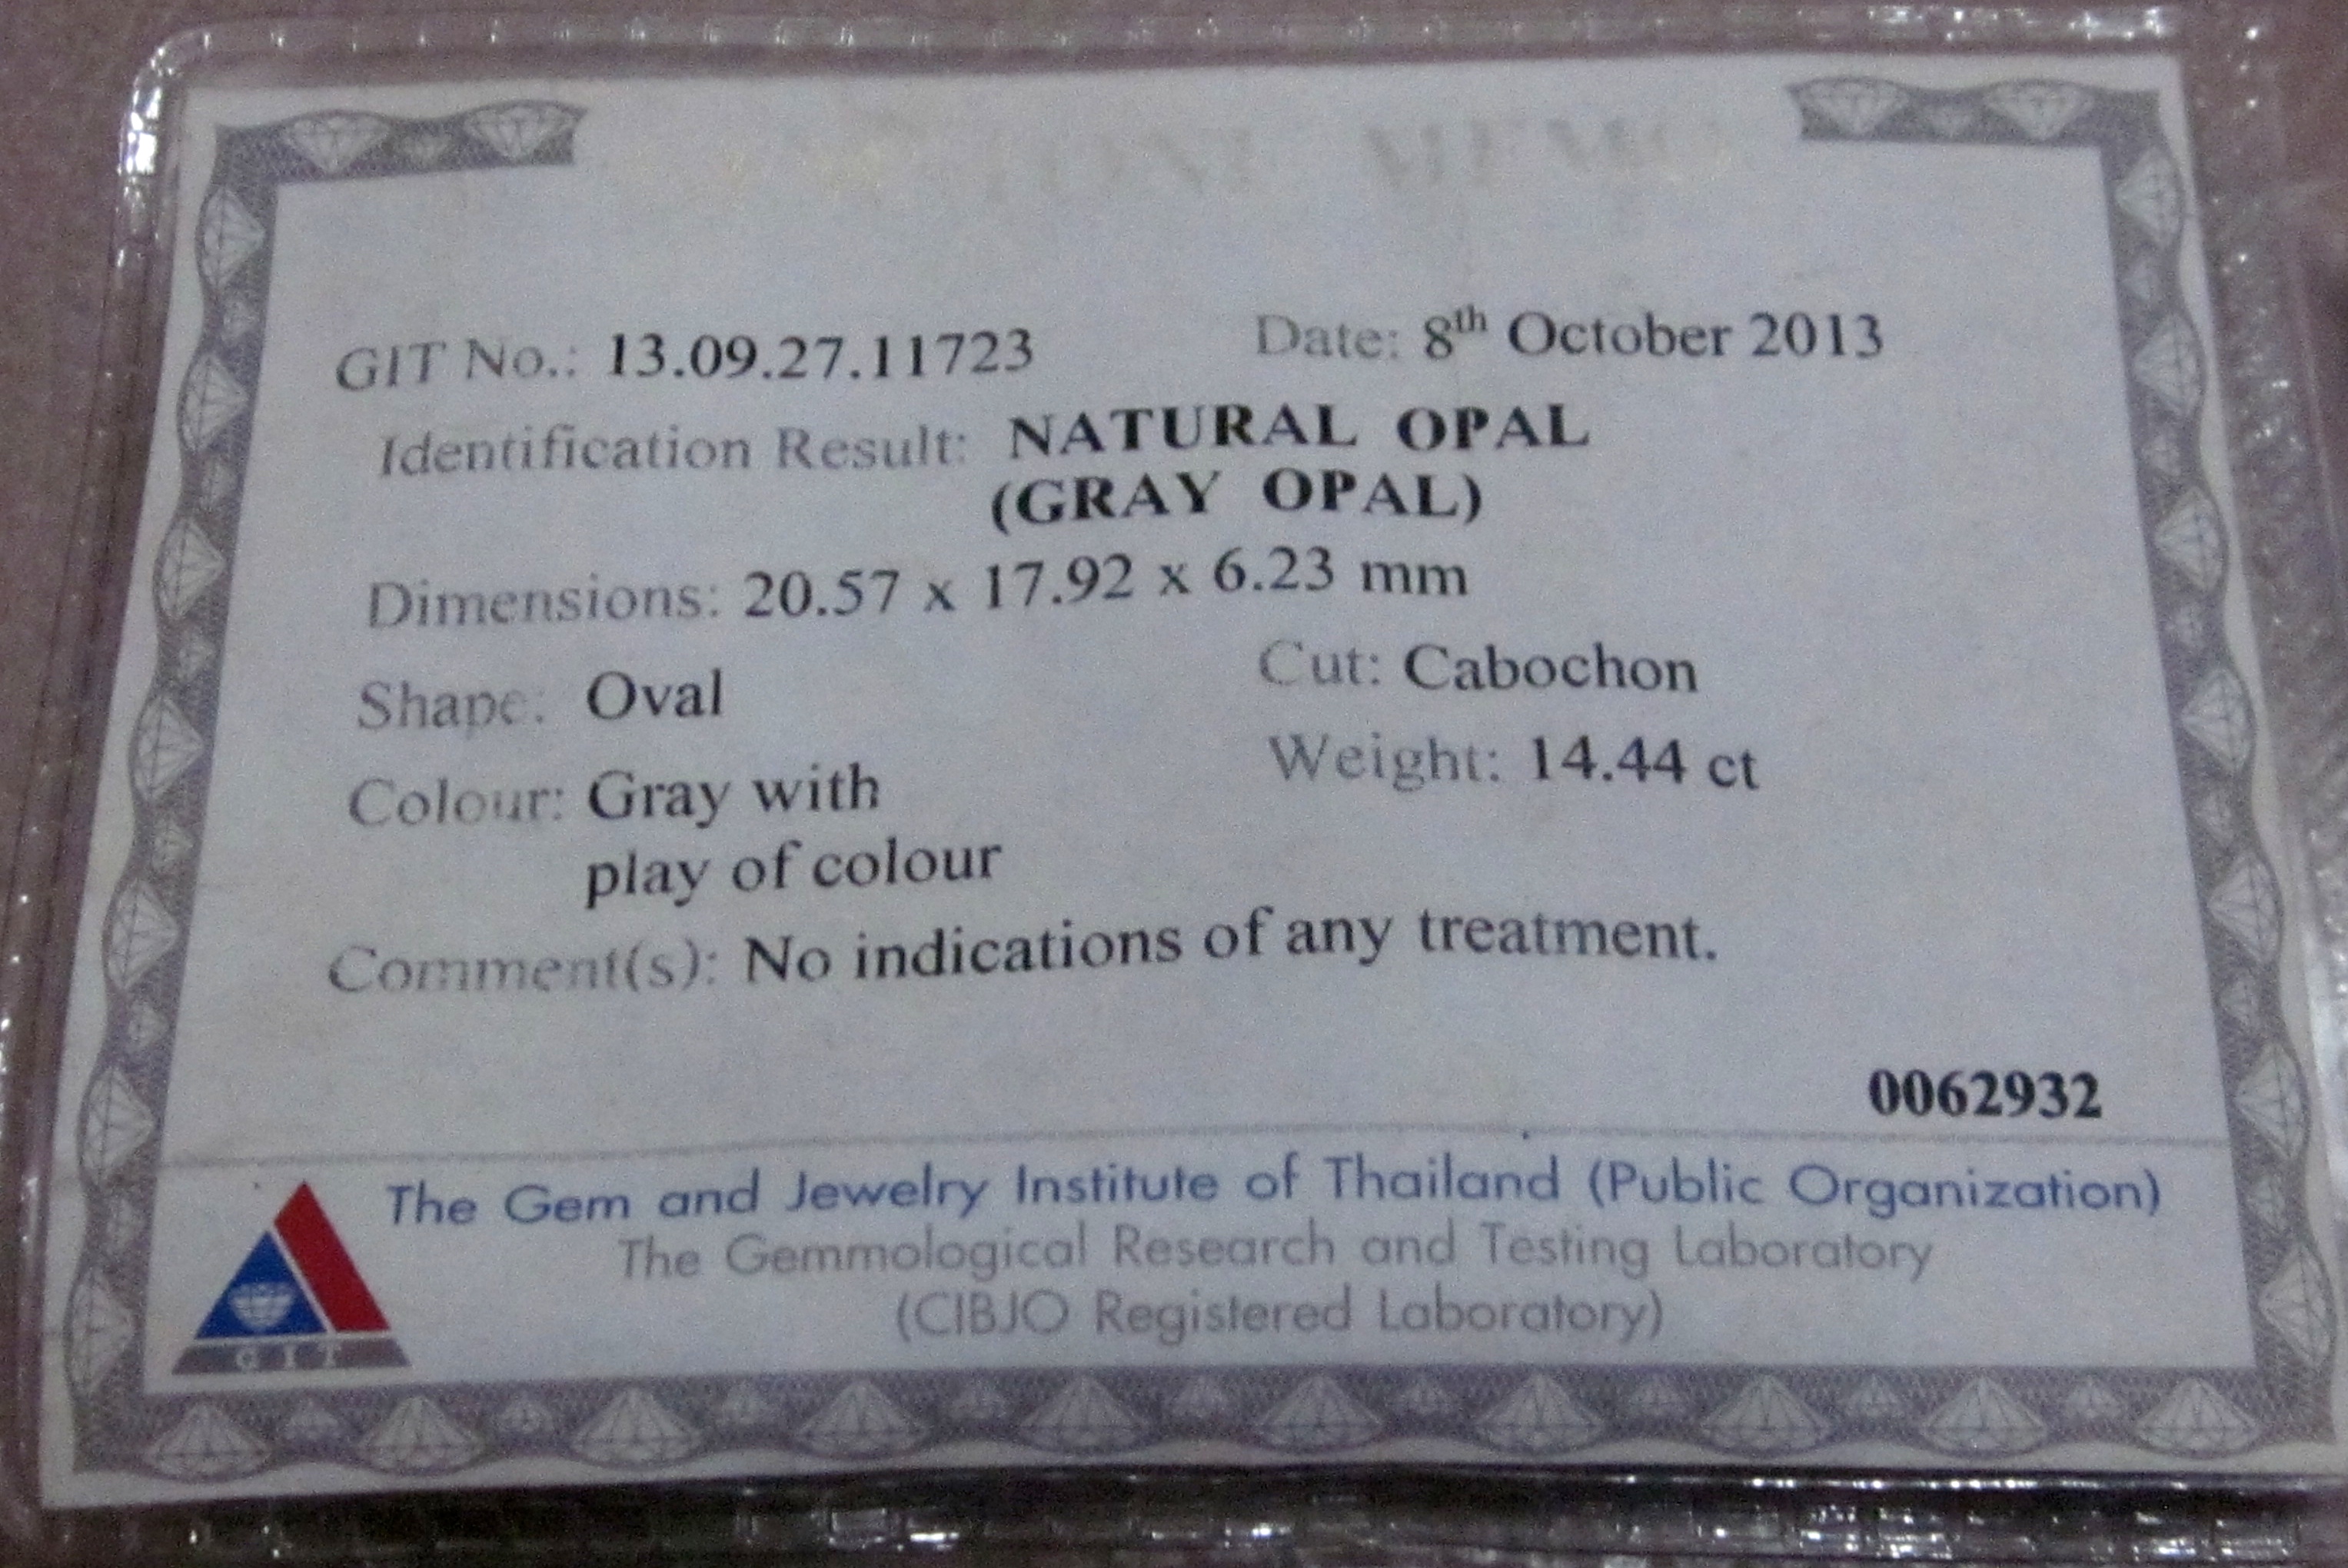 GIT No.: 13.09.27.11723 Date: 8th October 2013
Identification Result: NATURAL OPAL
(GRAY OPAL)
Dimensions: 20.57 x 17.92 x 6.23 mm
Shape: Oval Cut: Cabochon
Colour: Gray with Weight: 14.44 ct
play of colour
Comment(s): No indications of any treatment.
0062932
The Gem and Jewelry Institute of Thailand (Public Organization)
The Gemmological Research and Testing Laboratory
(CIBJO Registered Laboratory)
GIT